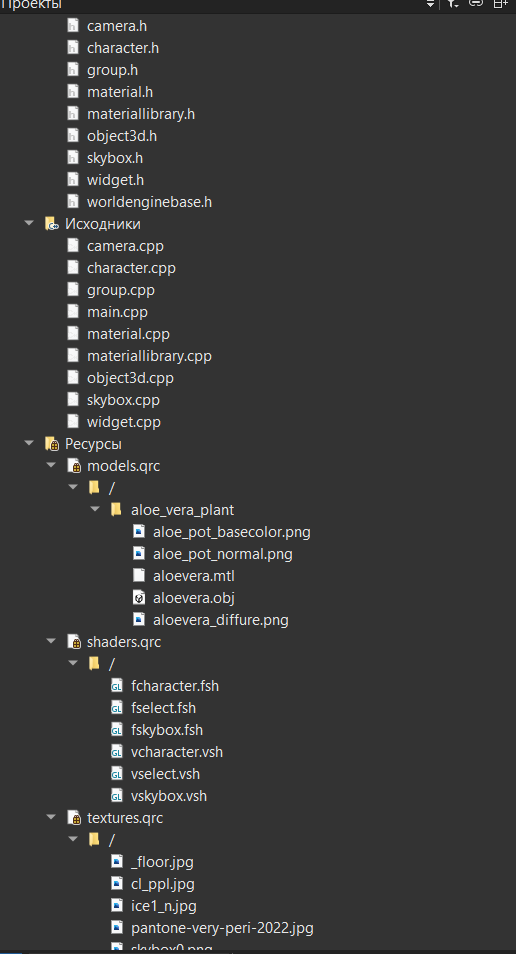 Проекты
camera.h
character.h
group.h
material.h
materiallibrary.h
object3d.h
skybox.h
widget.h
worldenginebase.h
Исходники
camera.cpp
character.cpp
group.cpp
main.cpp
material.cpp
materiallibrary.cpp
object3d.cpp
skybox.cpp
widget.cpp
Ресурсы
models.qrc
/
aloe_vera_plant
aloe_pot_basecolor.png
aloe_pot_normal.png
aloevera.mtl
aloevera.obj
aloevera_diffure.png
shaders.qrc
/
fcharacter.fsh
fselect.fsh
fskybox.fsh
vcharacter.vsh
vselect.vsh
vskybox.vsh
textures.qrc
/
_floor.jpg
cl_ppl.jpg
ice1_n.jpg
pantone-very-peri-2022.jpg
skybox0.png